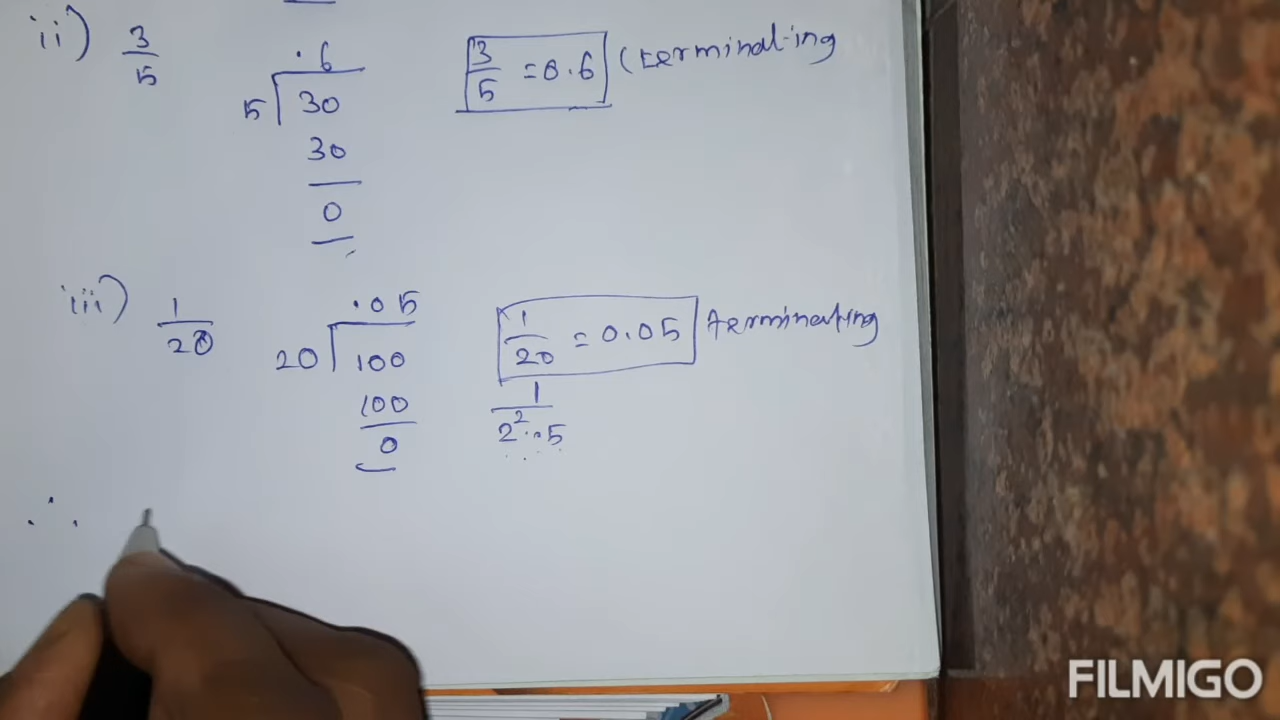 ii) 3/5
.6
5 30 3/5 = 0.6 (terminating
30
0
iii) 1/20
.05
20 100 1/20 = 0.05 terminating
100 1/2².5
0
∴
FILMIGO